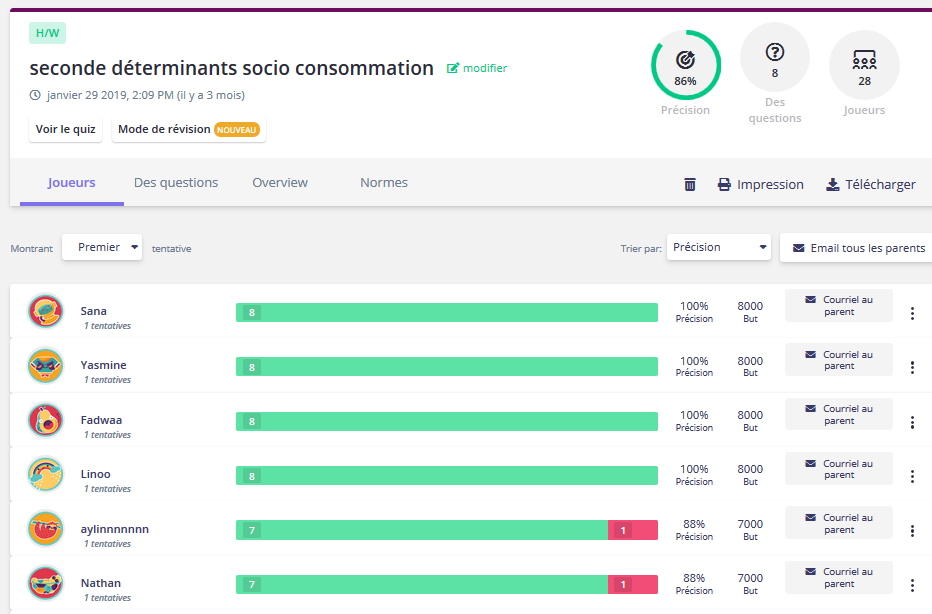 H/W
seconde déterminants socio consommation modifier
janvier 29 2019, 2:09 PM (il y a 3 mois)
Voir le quiz Mode de révision NOUVEAU
86%
Précision
8
Des
questions
28
Joueurs
Joueurs Des questions Overview Normes Impression Télécharger
Montrant Premier tentative Trier par: Précision Email tous les parents
Sana
1 tentatives
8
100%
Précision
8000
But
Courriel au
parent
Yasmine
1 tentatives
8
100%
Précision
8000
But
Courriel au
parent
Fadwaa
1 tentatives
8
100%
Précision
8000
But
Courriel au
parent
Linoo
1 tentatives
8
100%
Précision
8000
But
Courriel au
parent
aylinnnnnnn
1 tentatives
7 1
88%
Précision
7000
But
Courriel au
parent
Nathan
1 tentatives
7 1
88%
Précision
7000
But
Courriel au
parent